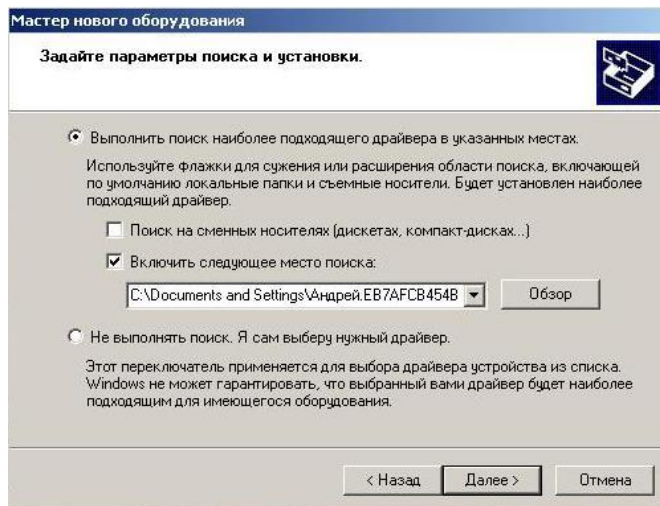 Мастер нового оборудования
Задайте параметры поиска и установки.
Выполнить поиск наиболее подходящего драйвера в указанных местах.
Используйте флажки для сужения или расширения области поиска, включающей
по умолчанию локальные папки и съемные носители. Будет установлен наиболее
подходящий драйвер.
Поиск на сменных носителях (дискетах, компакт-дисках...)
Включить следующее место поиска:
C:\Documents and Settings\Андрей.EB7AFCB454B
Обзор
Не выполнять поиск. Я сам выберу нужный драйвер.
Этот переключатель применяется для выбора драйвера устройства из списка.
Windows не может гарантировать, что выбранный вами драйвер будет наиболее
подходящим для имеющегося оборудования.
< Назад Далее > Отмена